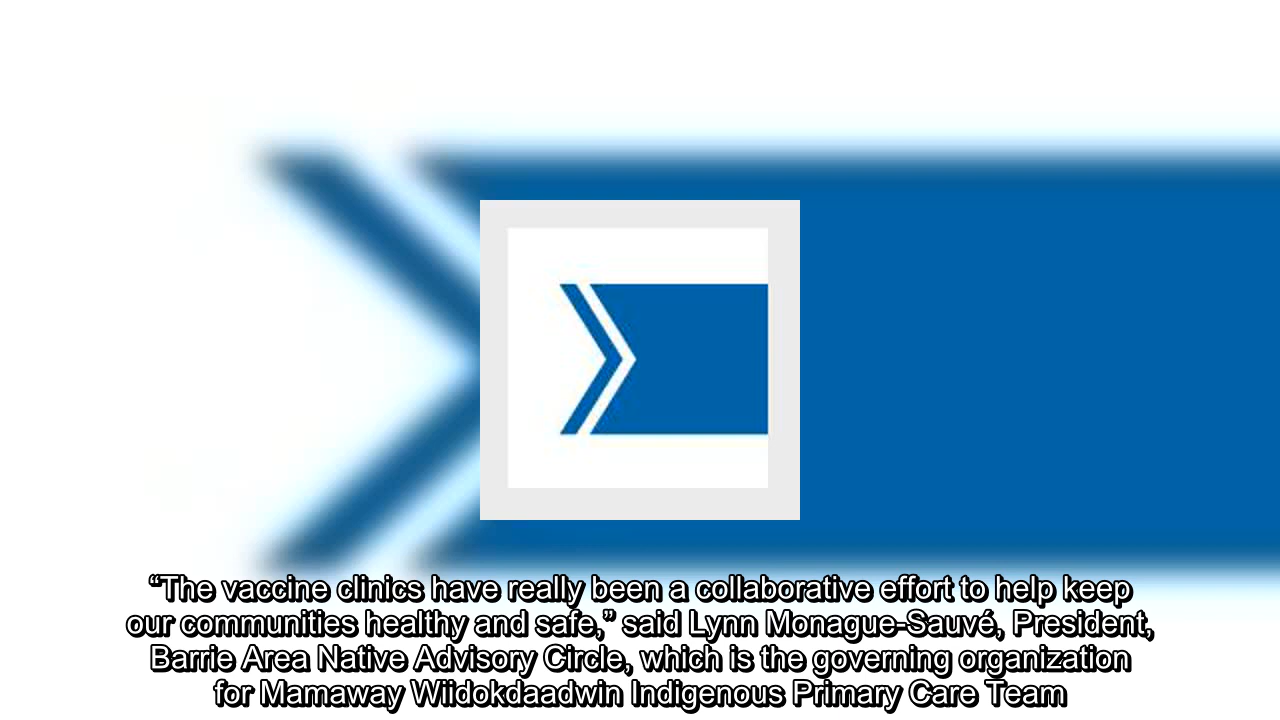 “The vaccine clinics have really been a collaborative effort to help keep
our communities healthy and safe,” said Lynn Monague-Sauvé, President,
Barrie Area Native Advisory Circle, which is the governing organization
for Mamaway Wiidokdaadwin Indigenous Primary Care Team